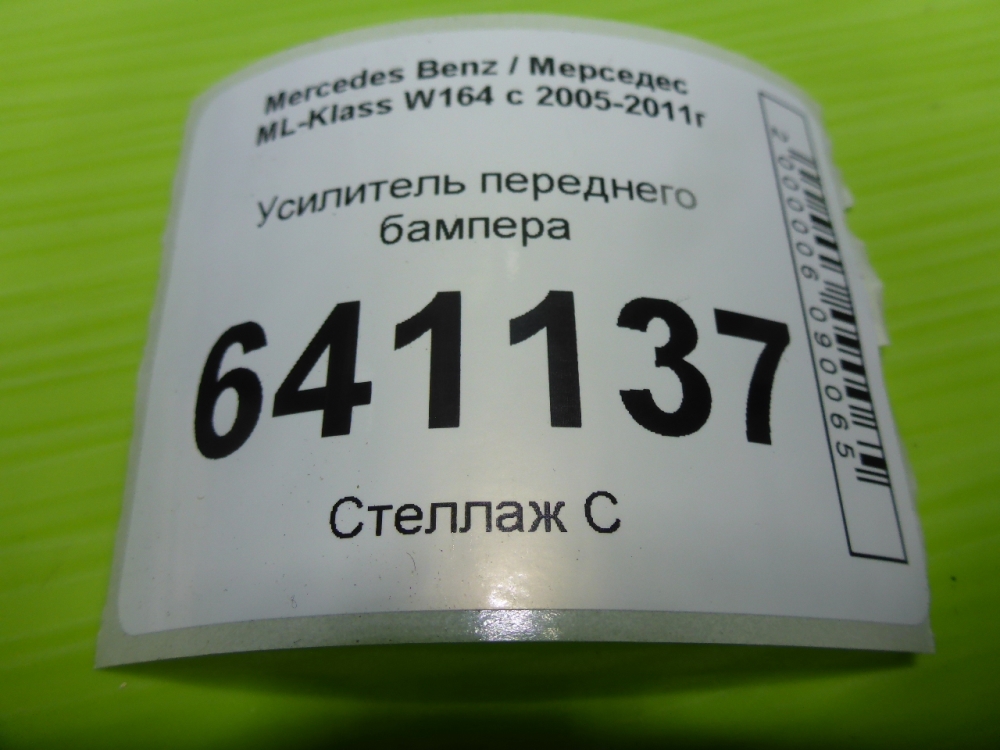 Mercedes Benz / Мерседес
ML-Klass W164 с 2005-2011г
Усилитель переднего
бампера
641137
Стеллаж С
2000006090065